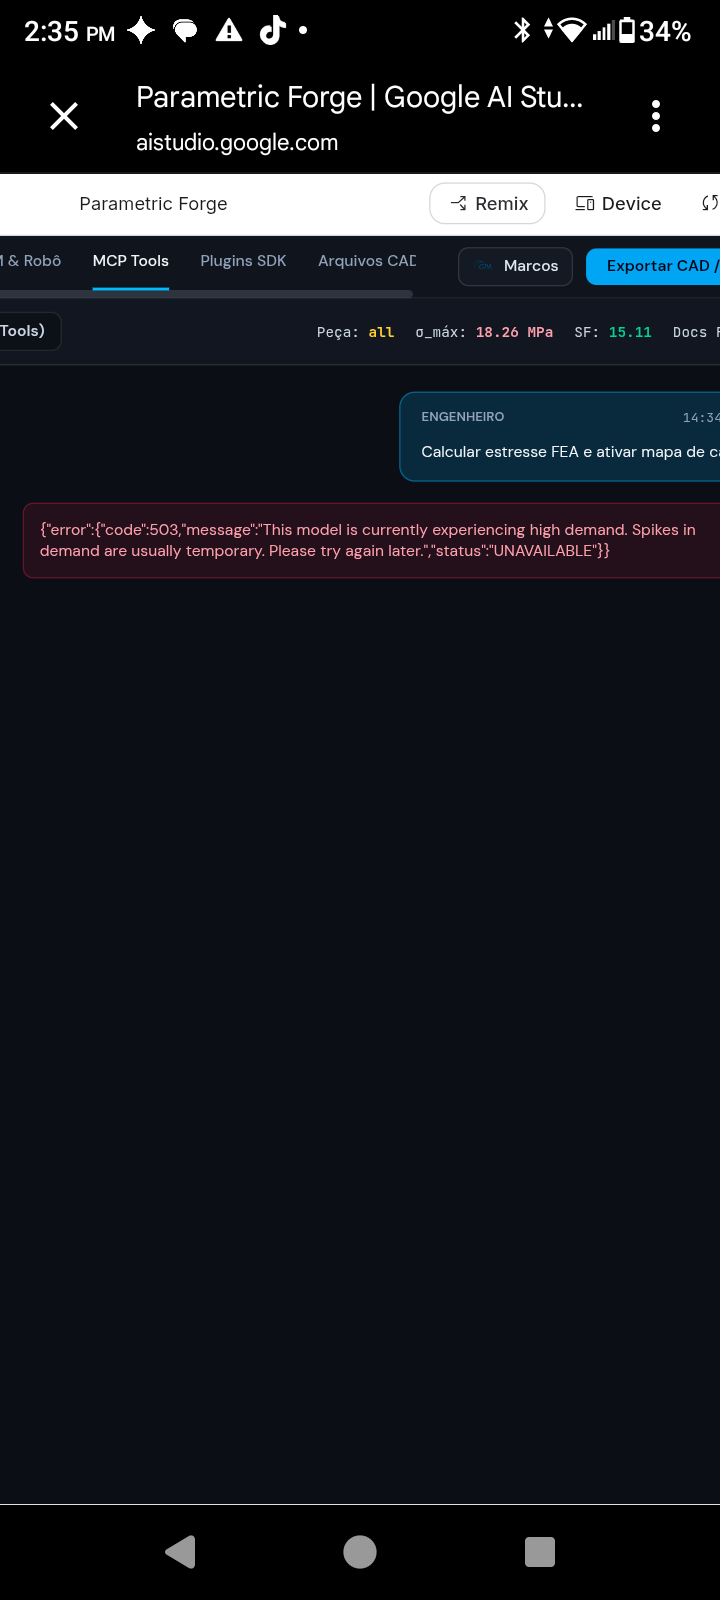 2:35 PM
34%
Parametric Forge | Google AI Stu...
aistudio.google.com
Parametric Forge
Remix
Device
& Robô
MCP Tools
Plugins SDK
Arquivos CAD
Marcos
Exportar CAD /
Tools)
Peça: all
σ_máx: 18.26 MPa
SF: 15.11
Docs
ENGENHEIRO
14:34
Calcular estresse FEA e ativar mapa de
{"error":{"code":503,"message":"This model is currently experiencing high demand. Spikes in
demand are usually temporary. Please try again later.","status":"UNAVAILABLE"}}